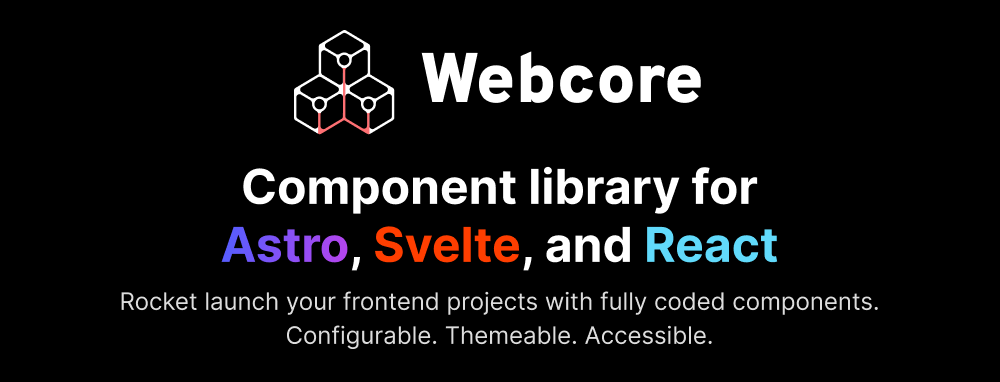 Webcore
Component library for
Astro, Svelte, and React
Rocket launch your frontend projects with fully coded components.
Configurable. Themeable. Accessible.